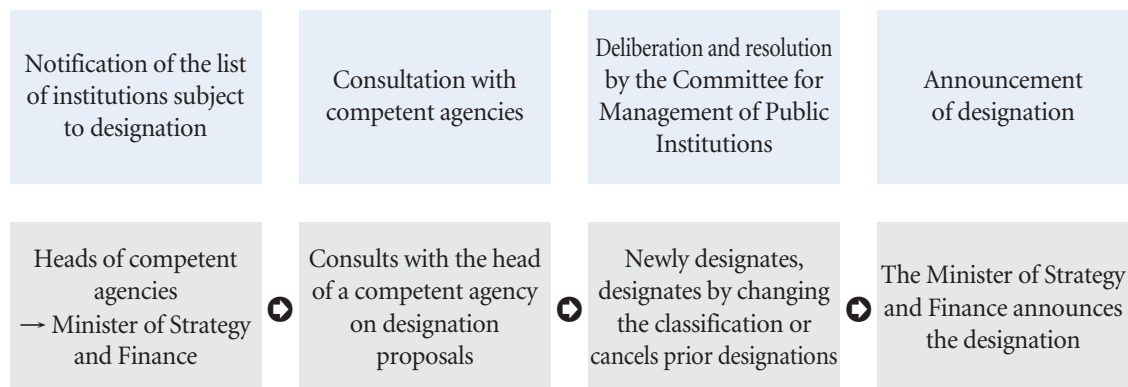 Notification of the list
of institutions subject
to designation
Consultation with
competent agencies
Deliberation and resolution
by the Committee for
Management of Public
Institutions
Announcement
of designation
Heads of competent
agencies
→ Minister of Strategy
and Finance
Consults with the head
of a competent agency
on designation
proposals
Newly designates,
designates by changing
the classification or
cancels prior designations
The Minister of Strategy
and Finance announces
the designation